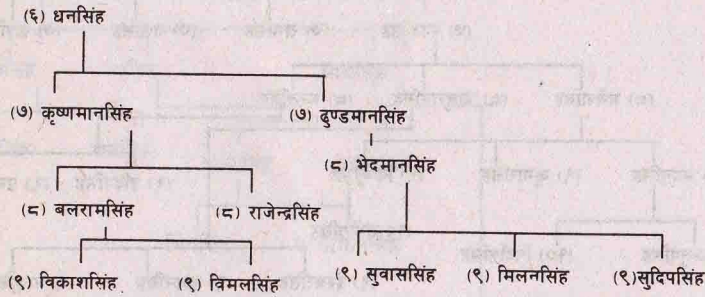 (६) धनसिंह
(७) कृष्णमानसिंह (७) ढुण्डमानसिंह
(८) भेदमानसिंह
(८) बलरामसिंह (८) राजेन्द्रसिंह
(९) विकाशसिंह (९) विमलसिंह (९) सुवाससिंह (९) मिलनसिंह (९)सुदिपसिंह